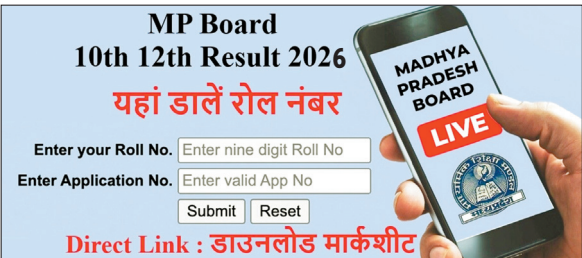 MP Board
10th 12th Result 2026
यहां डालें रोल नंबर
Enter your Roll No. Enter nine digit Roll No
Enter Application No. Enter valid App No
Submit Reset
Direct Link : डाउनलोड मार्कशीट
MADHYA
PRADESH
BOARD
LIVE